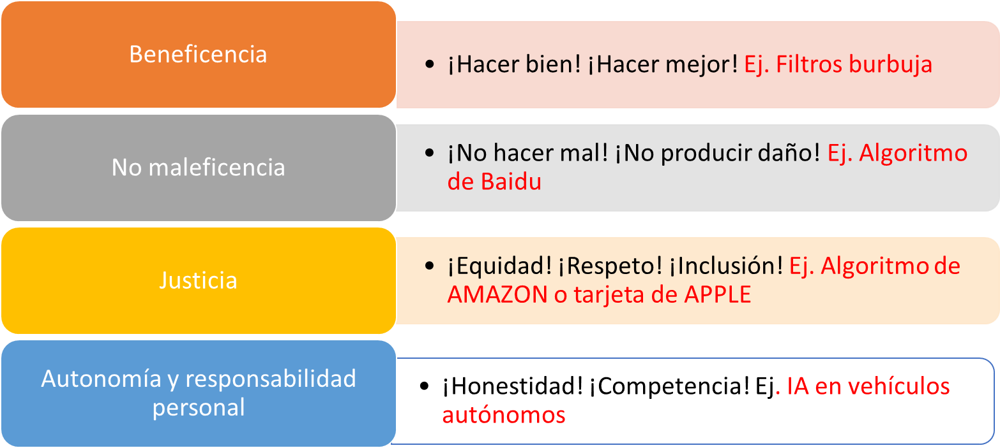 Beneficencia
• ¡Hacer bien! ¡Hacer mejor! Ej. Filtros burbuja
No maleficencia
• ¡No hacer mal! ¡No producir daño! Ej. Algoritmo
de Baidu
Justicia
• ¡Equidad! ¡Respeto! ¡Inclusión! Ej. Algoritmo de
AMAZON o tarjeta de APPLE
Autonomía y responsabilidad
personal
• ¡Honestidad! ¡Competencia! Ej. IA en vehículos
autónomos